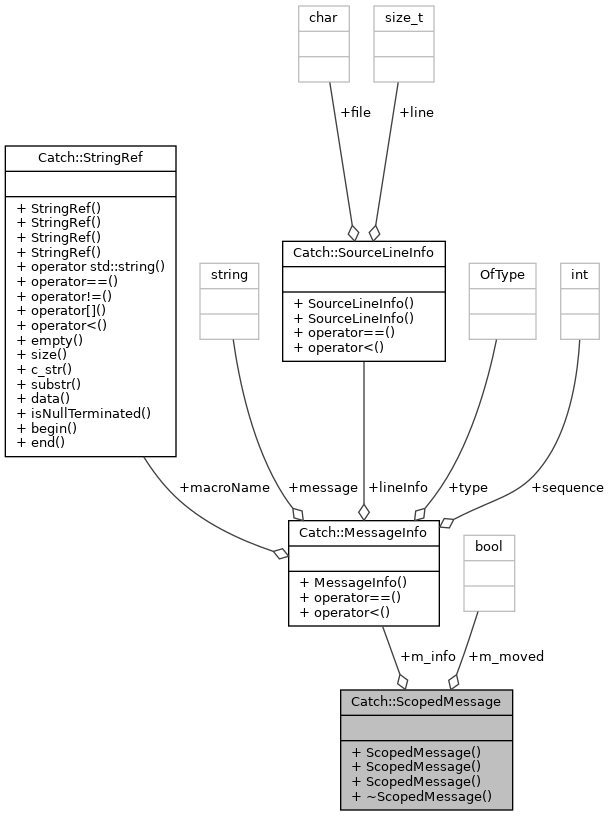 char
size_t
+file
+line
Catch::StringRef
+ StringRef()
+ StringRef()
+ StringRef()
+ StringRef()
+ operator std::string()
+ operator==()
+ operator!=()
+ operator[]()
+ operator<()
+ empty()
+ size()
+ c_str()
+ substr()
+ data()
+ isNullTerminated()
+ begin()
+ end()
Catch::SourceLineInfo
+ SourceLineInfo()
+ SourceLineInfo()
+ operator==()
+ operator<()
string
OfType
int
+macroName
+message
+lineInfo
+type
+sequence
Catch::MessageInfo
+ MessageInfo()
+ operator==()
+ operator<()
bool
+m_info
+m_moved
Catch::ScopedMessage
+ ScopedMessage()
+ ScopedMessage()
+ ScopedMessage()
+ ~ScopedMessage()